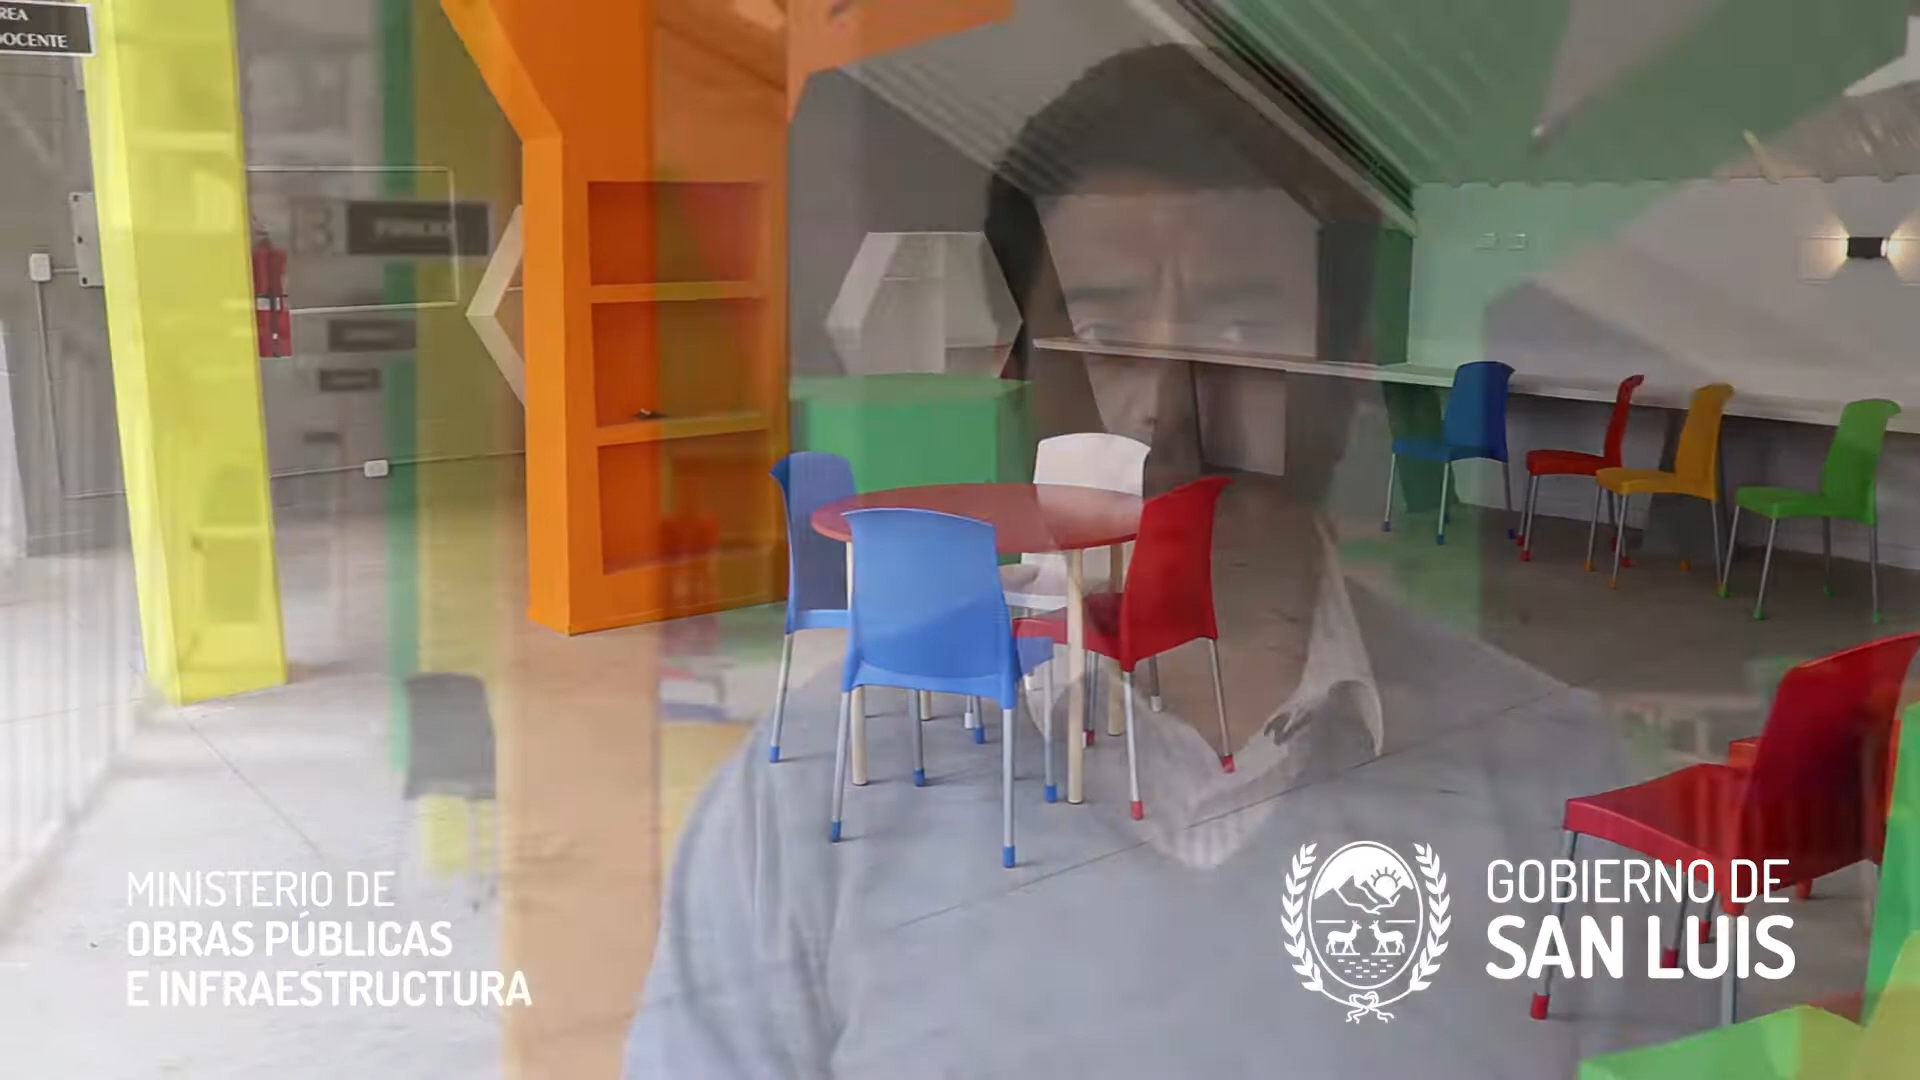 REA
DOCENTE
MINISTERIO DE
OBRAS PÚBLICAS
E INFRAESTRUCTURA
GOBIERNO DE
SAN LUIS